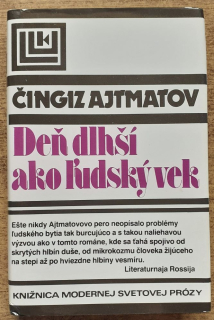 ČINGIZ AJTMATOV
Deň dlhší
ako ľudský vek
Ešte nikdy Ajtmatovovo pero neopísalo problémy
ľudského bytia tak burcujúco a s takou naliehavou
výzvou ako v tomto románe, kde sa ťahá spojivo od
skrytých hlbín duše, od mikrokozmu človeka žijúceho
na stepi až po hviezdne hlbiny vesmíru.
Literaturnaja Rossija
KNIŽNICA MODERNEJ SVETOVEJ PRÓZY